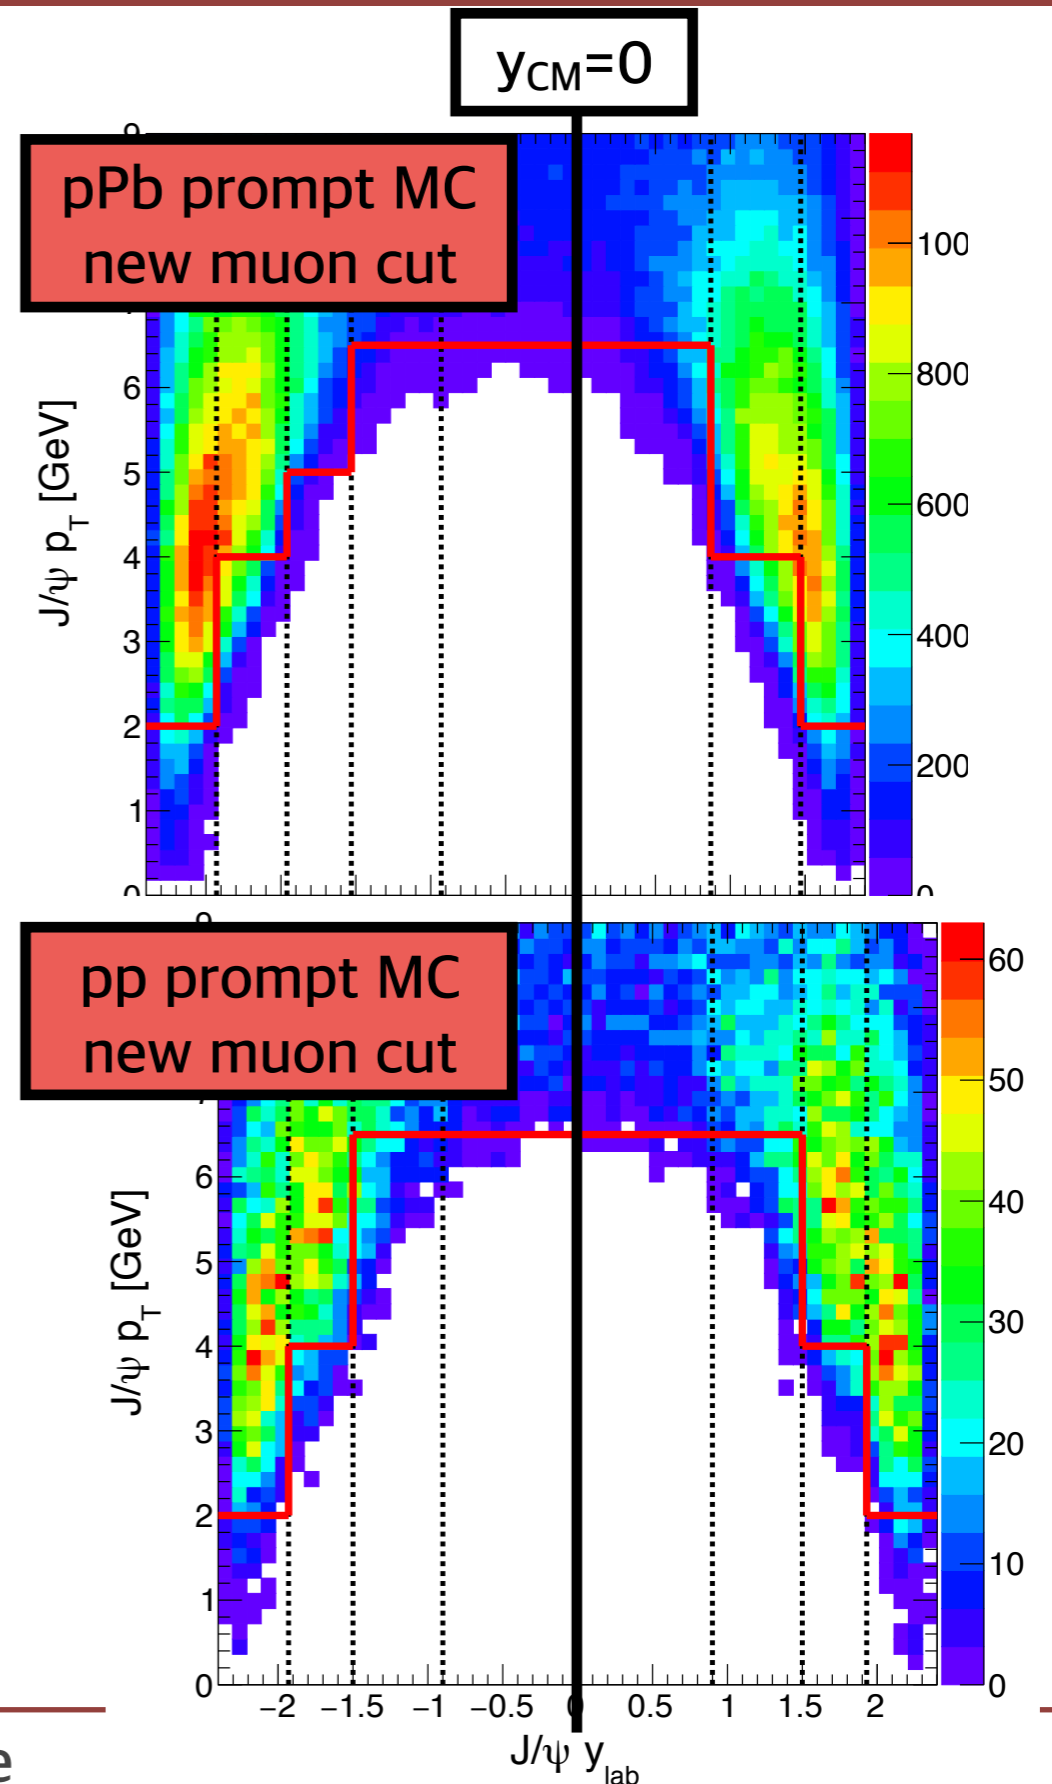 yCM=0
pPb prompt MC
new muon cut
J/ψ pT [GeV]
6
5
4
3
2
1
0
100
800
600
400
200
0
pp prompt MC
new muon cut
J/ψ pT [GeV]
6
5
4
3
2
1
0
60
50
40
30
20
10
0
−2 −1.5 −1 −0.5 0 0.5 1 1.5 2
J/ψ ylab
e